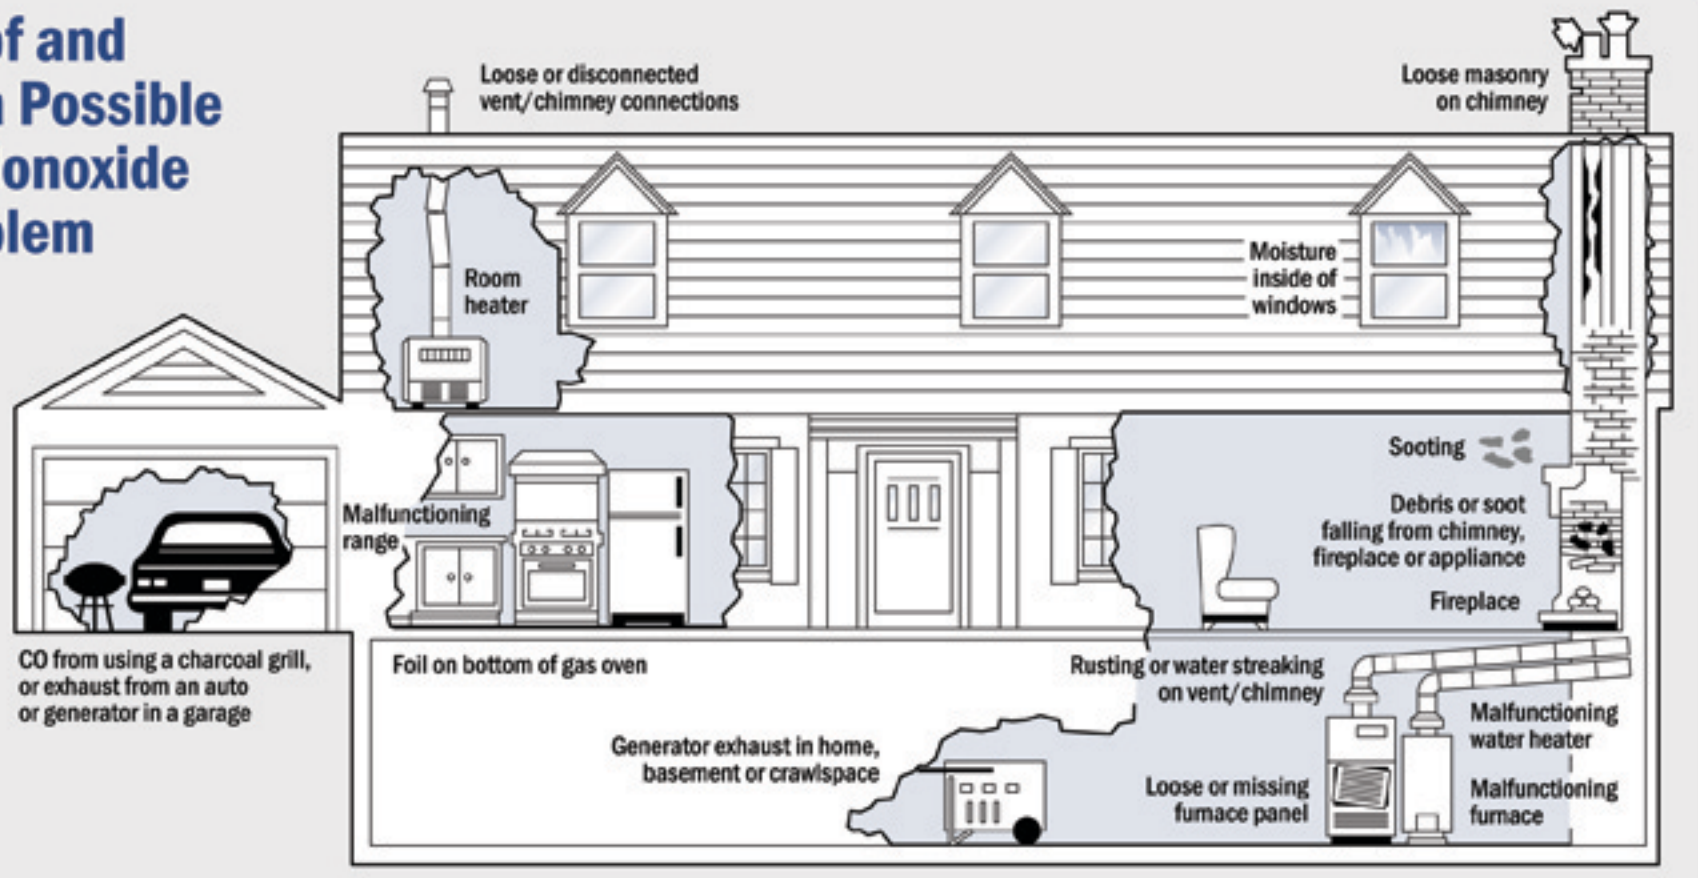 of and
Possible
onoxide
blem
Loose or disconnected
vent/chimney connections
Loose masonry
on chimney
Room
heater
Moisture
inside of
windows
Sooting
Malfunctioning
range
Debris or soot
falling from chimney,
fireplace or appliance
Fireplace
CO from using a charcoal grill,
or exhaust from an auto
or generator in a garage
Foil on bottom of gas oven
Rusting or water streaking
on vent/chimney
Generator exhaust in home,
basement or crawlspace
Loose or missing
furnace panel
Malfunctioning
water heater
Malfunctioning
furnace